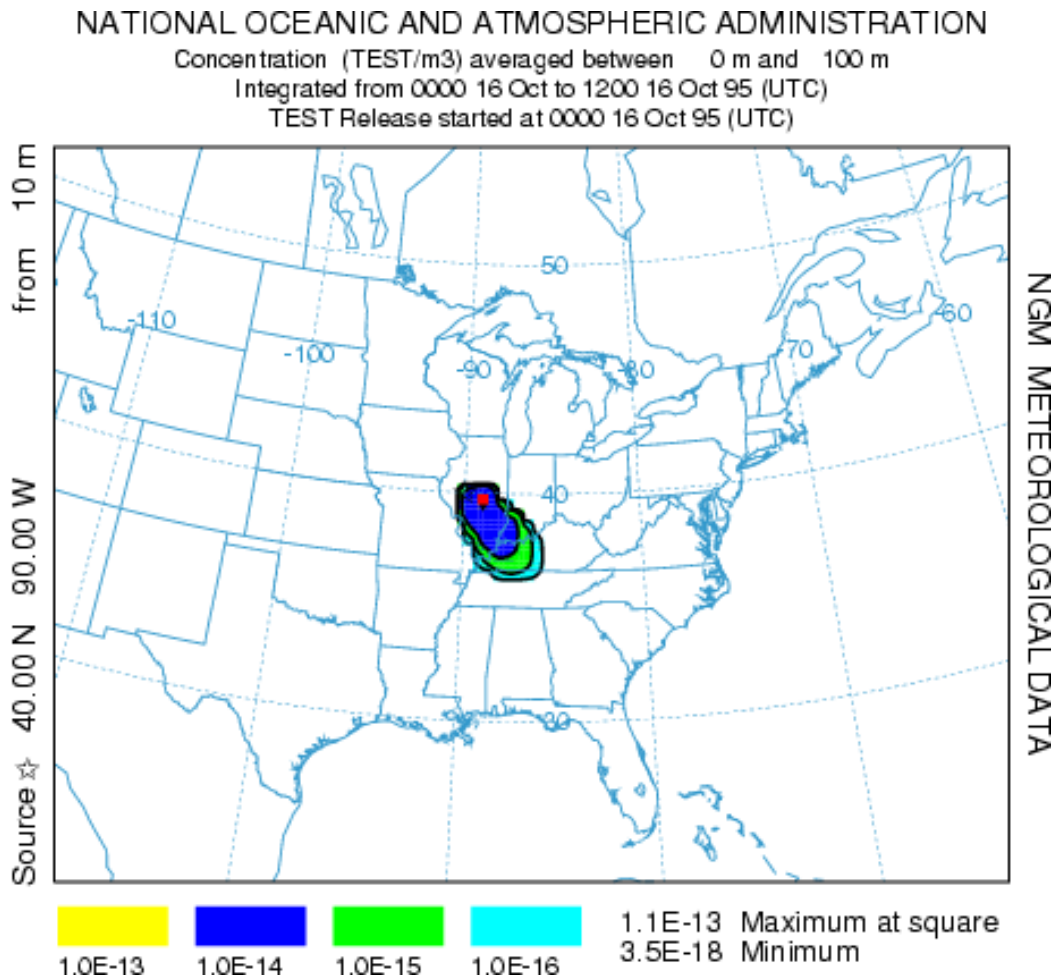 NATIONAL OCEANIC AND ATMOSPHERIC ADMINISTRATION
Concentration (TEST/m3) averaged between 0 m and 100 m
Integrated from 0000 16 Oct to 1200 16 Oct 95 (UTC)
TEST Release started at 0000 16 Oct 95 (UTC)
Source ☆ 40.00 N 90.00 W from 10 m
50
-110
-60
-100
-90
-80
70
40
30
NGM METEOROLOGICAL DATA
1.0E-13 1.0E-14 1.0E-15 1.0E-16
1.1E-13 Maximum at square
3.5E-18 Minimum